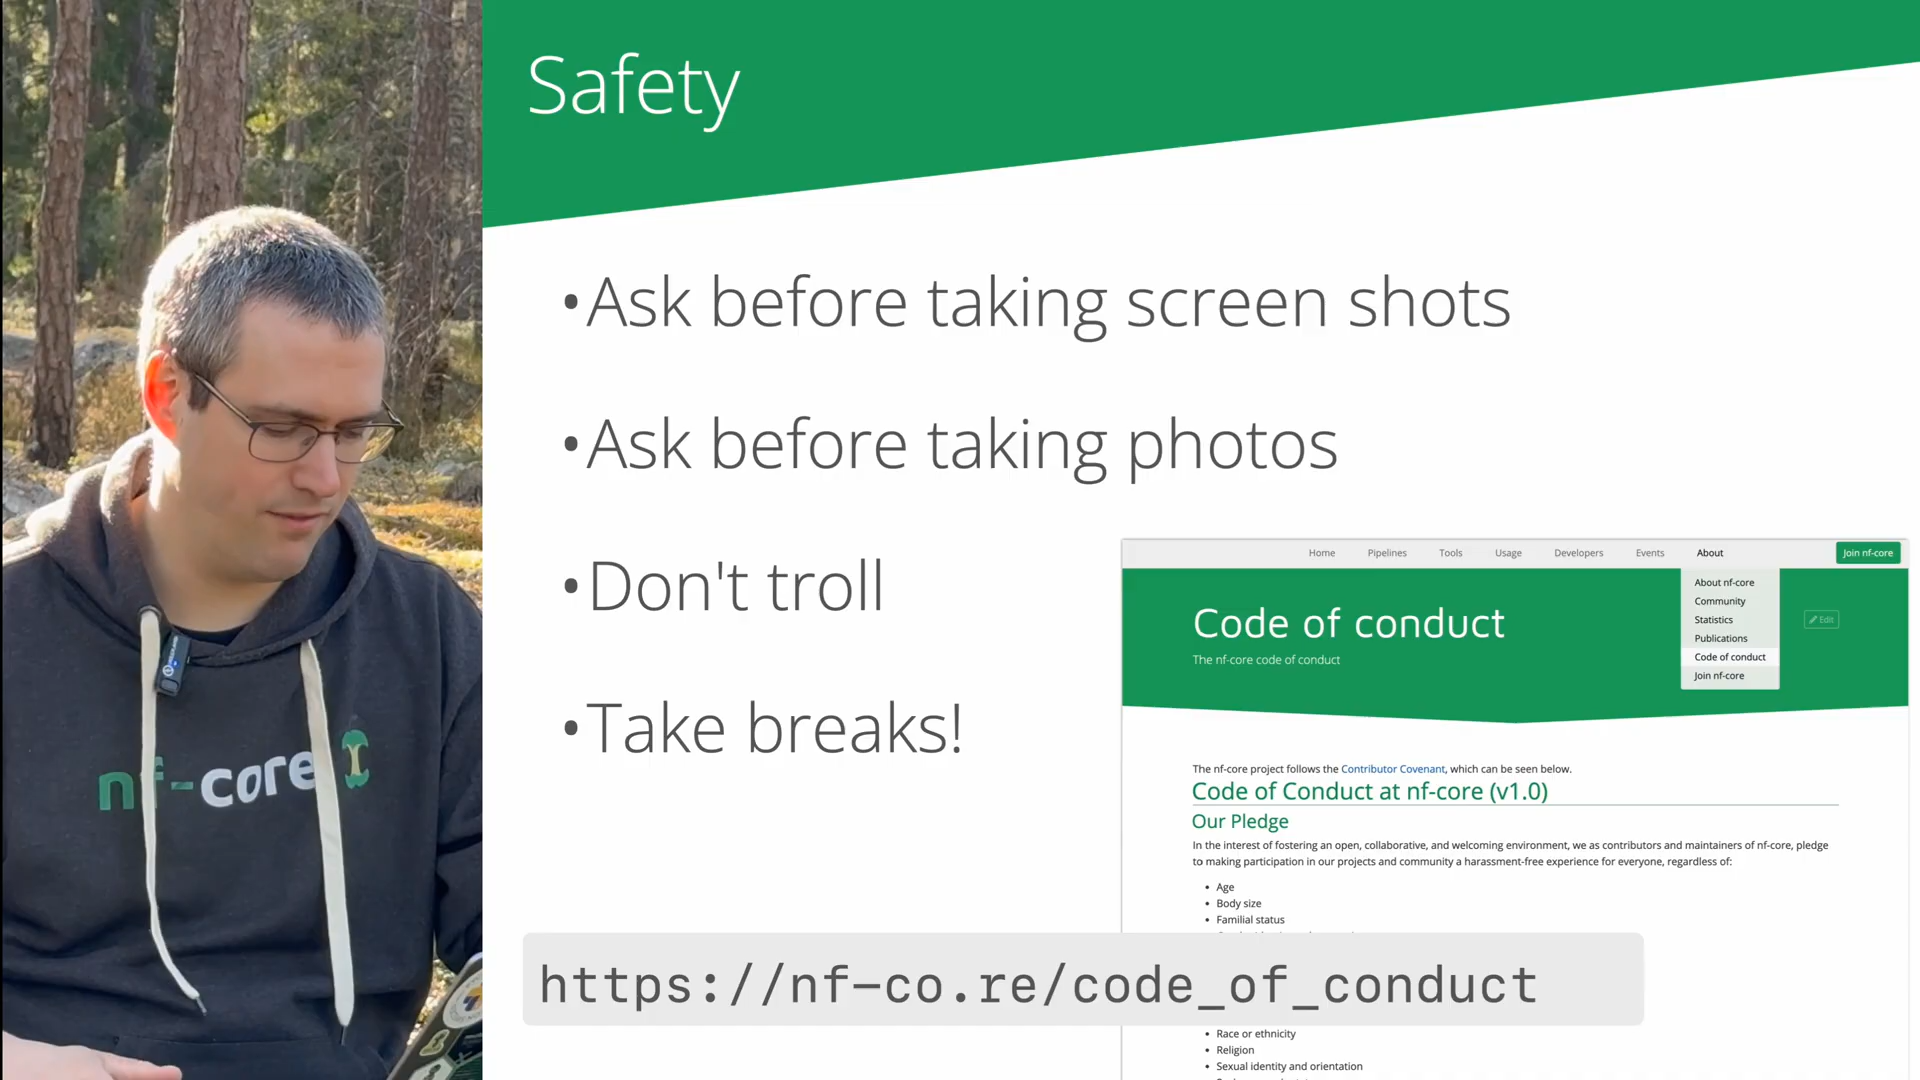 Safety
•Ask before taking screen shots
•Ask before taking photos
•Don't troll
•Take breaks!
nf-core
Home Pipelines Tools Usage Developers Events About Join nf-core
About nf-core
Community
Statistics
Publications
Code of conduct
Join nf-core
Edit
Code of conduct
The nf-core code of conduct
The nf-core project follows the Contributor Covenant, which can be seen below.
Code of Conduct at nf-core (v1.0)
Our Pledge
In the interest of fostering an open, collaborative, and welcoming environment, we as contributors and maintainers of nf-core, pledge
to making participation in our projects and community a harassment-free experience for everyone, regardless of:
• Age
• Body size
• Familial status
https://nf-co.re/code_of_conduct
• Race or ethnicity
• Religion
• Sexual identity and orientation